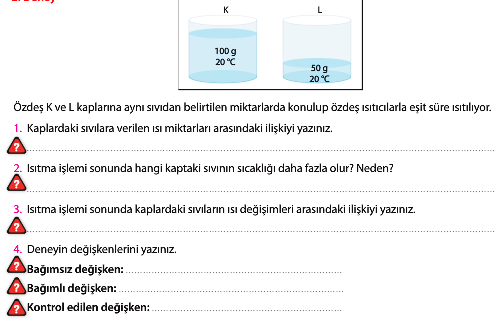 K
L
100 g
20 °C
50 g
20 °C
Özdeş K ve L kaplarına aynı sıvıdan belirtilen miktarlarda konulup özdeş ısıtıcılarla eşit süre ısıtılıyor.
1. Kaplardaki sıvılara verilen ısı miktarları arasındaki ilişkiyi yazınız.
?
2. Isıtma işlemi sonunda hangi kaptaki sıvının sıcaklığı daha fazla olur? Neden?
?
3. Isıtma işlemi sonunda kaplardaki sıvıların ısı değişimleri arasındaki ilişkiyi yazınız.
?
4. Deneyin değişkenlerini yazınız.
? Bağımsız değişken:
? Bağımlı değişken:
? Kontrol edilen değişken: